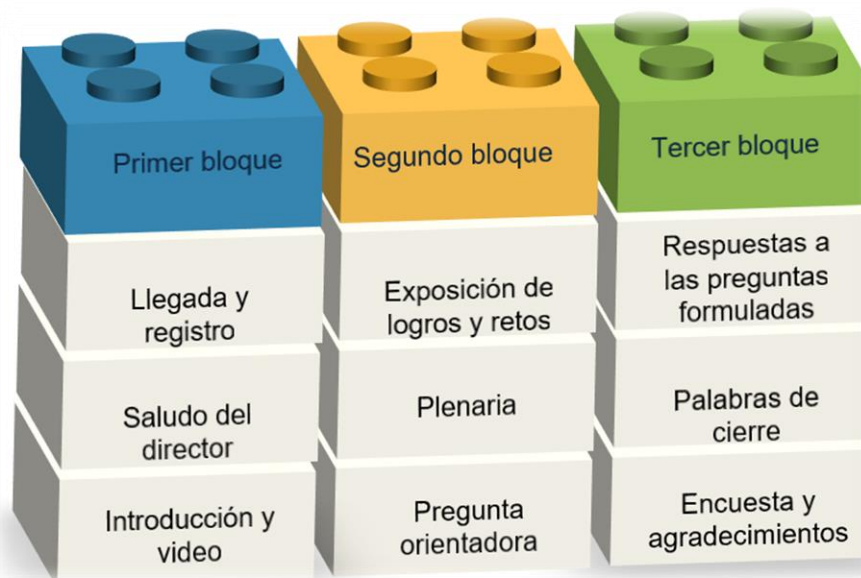 Primer bloque
Llegada y
registro
Saludo del
director
Introducción y
video
Segundo bloque
Exposición de
logros y retos
Plenaria
Pregunta
orientadora
Tercer bloque
Respuestas a
las preguntas
formuladas
Palabras de
cierre
Encuesta y
agradecimientos